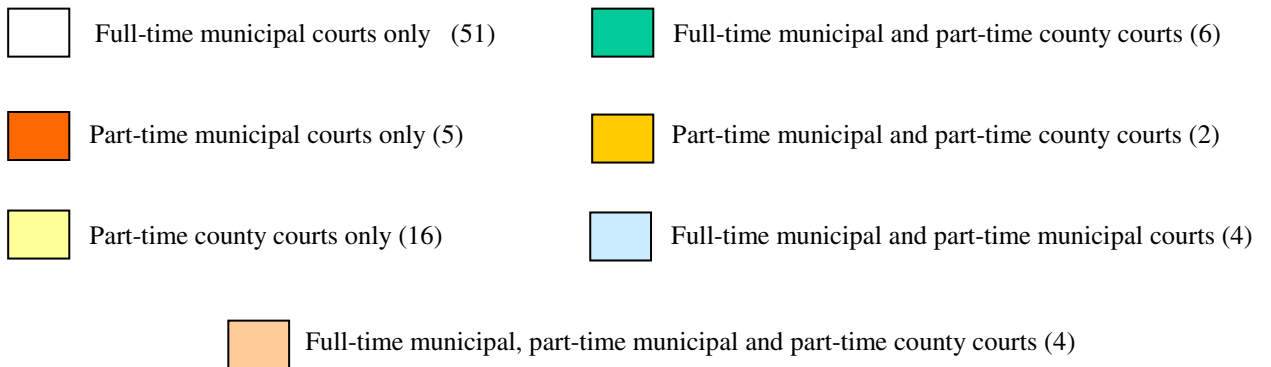 Full-time municipal courts only (51)
Full-time municipal and part-time county courts (6)
Part-time municipal courts only (5)
Part-time municipal and part-time county courts (2)
Part-time county courts only (16)
Full-time municipal and part-time municipal courts (4)
Full-time municipal, part-time municipal and part-time county courts (4)